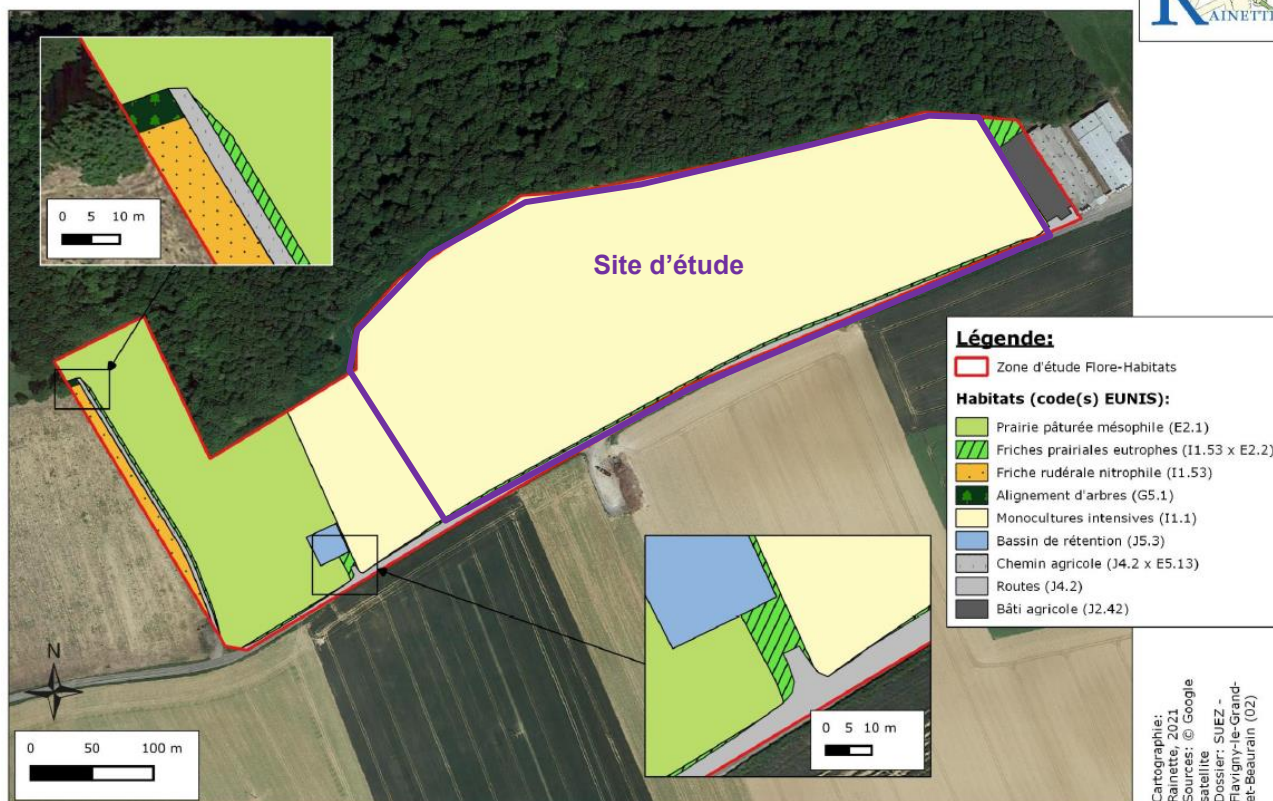 RAINETTE
0 5 10 m
Site d'étude
Légende:
Zone d'étude Flore-Habitats
Habitats (code(s) EUNIS):
Prairie pâturée mésophile (E2.1)
Friches prairiales eutrophes (I1.53 x E2.2)
Friche rudérale nitrophile (I1.53)
Alignement d'arbres (G5.1)
Monocultures intensives (I1.1)
Bassin de rétention (J5.3)
Chemin agricole (J4.2 x E5.13)
Routes (J4.2)
Bâti agricole (J2.42)
N
0 50 100 m
0 5 10 m
Cartographie:
Rainette, 2021
Sources: © Google
satellite
Dossier: SUEZ -
Flavigny-le-Grand-
et-Beaurain (02)